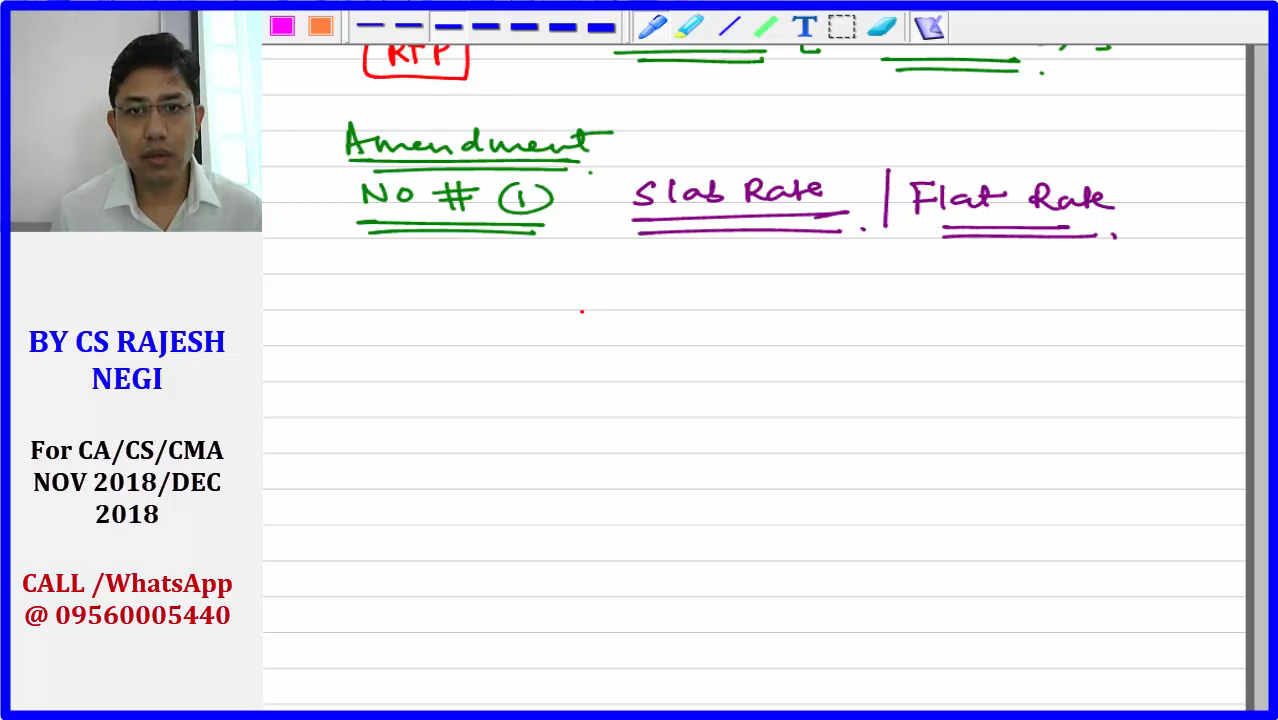 RTP
Amendment
No # ① Slab Rate | Flat Rate
BY CS RAJESH
NEGI
For CA/CS/CMA
NOV 2018/DEC
2018
CALL /WhatsApp
@ 09560005440